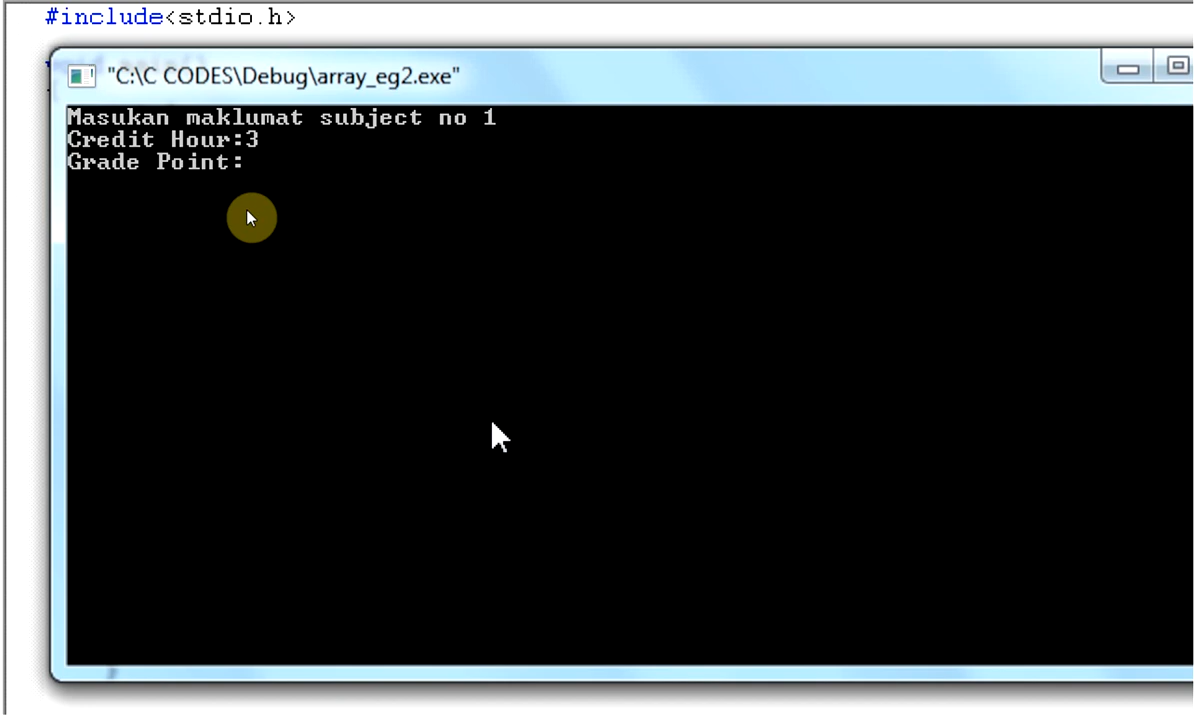 #include<stdio.h>
"C:\C CODES\Debug\array_eg2.exe"
Masukan maklumat subject no 1
Credit Hour:3
Grade Point: